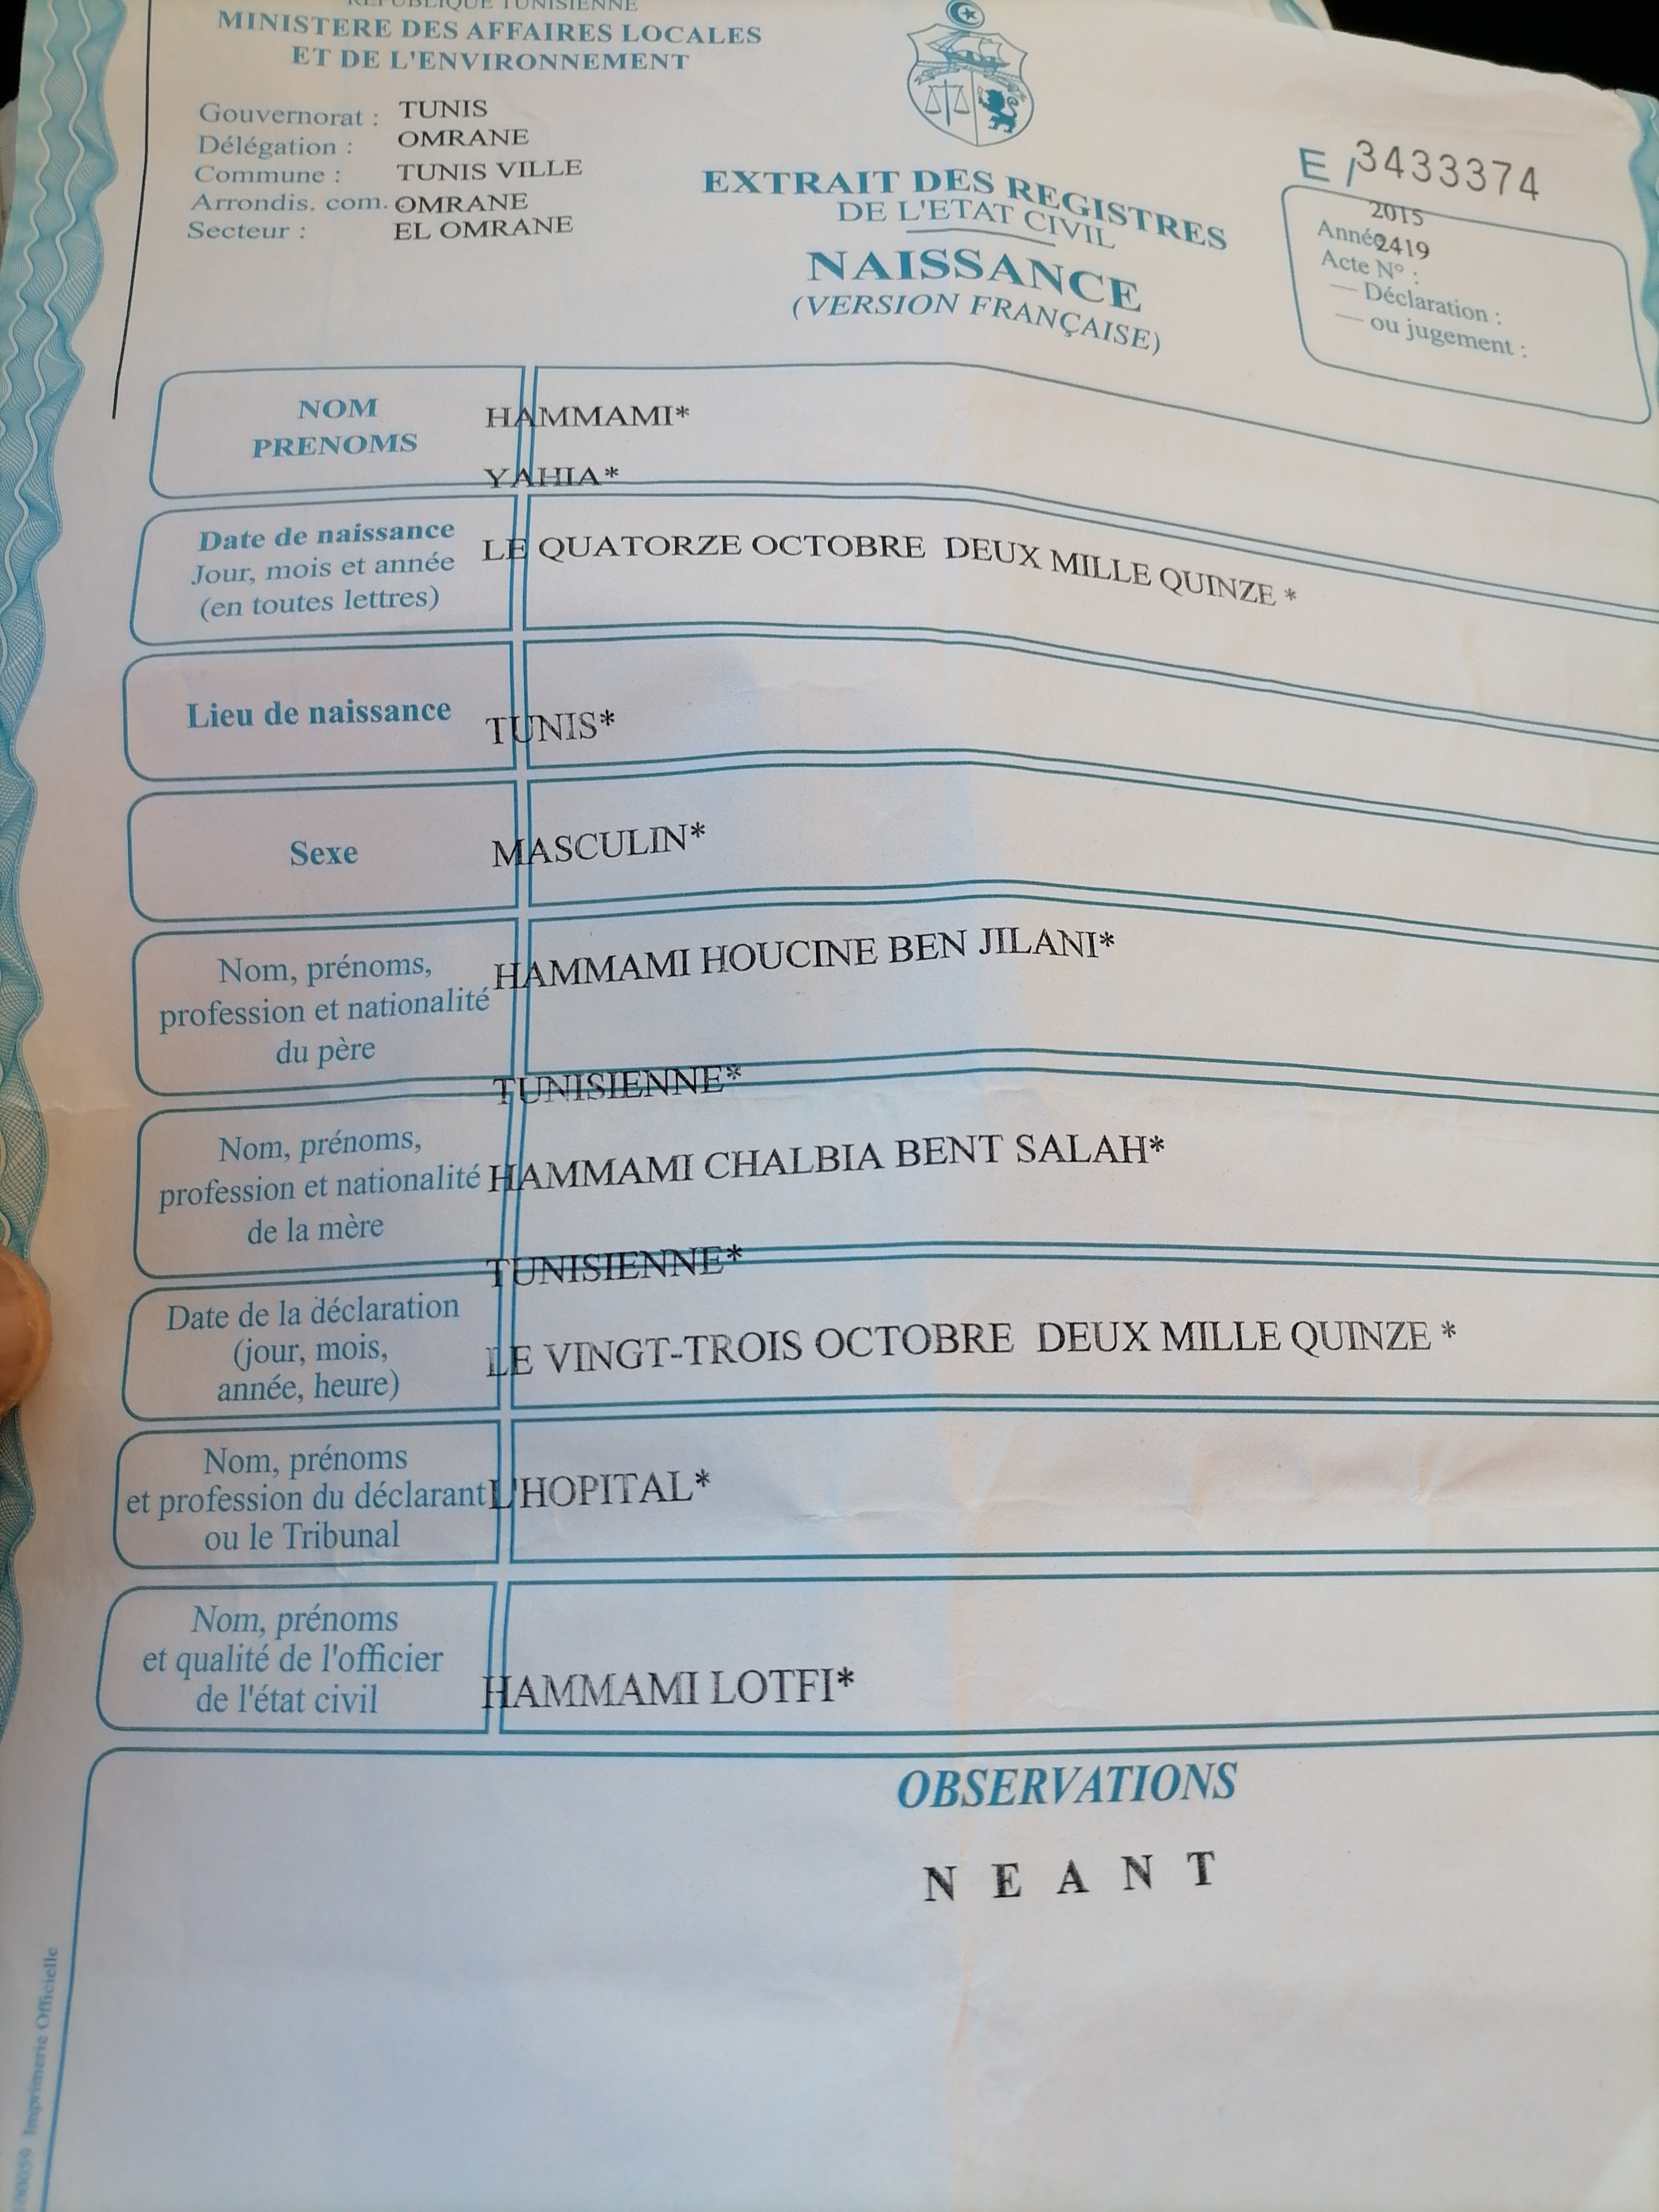 REPUBLIQUE TUNISIENNE
MINISTERE DES AFFAIRES LOCALES
ET DE L'ENVIRONNEMENT
Gouvernorat : TUNIS
Délégation : OMRANE
Commune : TUNIS VILLE
Arrondis. com. OMRANE
Secteur : EL OMRANE
EXTRAIT DES REGISTRES
DE L'ETAT CIVIL
NAISSANCE
(VERSION FRANÇAISE)
E / 3433374
2015
Année 2419
Acte N° :
— Déclaration :
— ou jugement :
NOM HAMMAMI*
PRENOMS
YAHIA*
Date de naissance
Jour, mois et année
(en toutes lettres)
LE QUATORZE OCTOBRE DEUX MILLE QUINZE *
Lieu de naissance
TUNIS*
Sexe
MASCULIN*
Nom, prénoms,
profession et nationalité
du père
HAMMAMI HOUCINE BEN JILANI*
TUNISIENNE*
Nom, prénoms,
profession et nationalité
de la mère
HAMMAMI CHALBIA BENT SALAH*
TUNISIENNE*
Date de la déclaration
(jour, mois,
année, heure)
LE VINGT-TROIS OCTOBRE DEUX MILLE QUINZE *
Nom, prénoms
et profession du déclarant
ou le Tribunal
L'HOPITAL*
Nom, prénoms
et qualité de l'officier
de l'état civil
HAMMAMI LOTFI*
OBSERVATIONS
N E A N T
Imprimerie Officielle